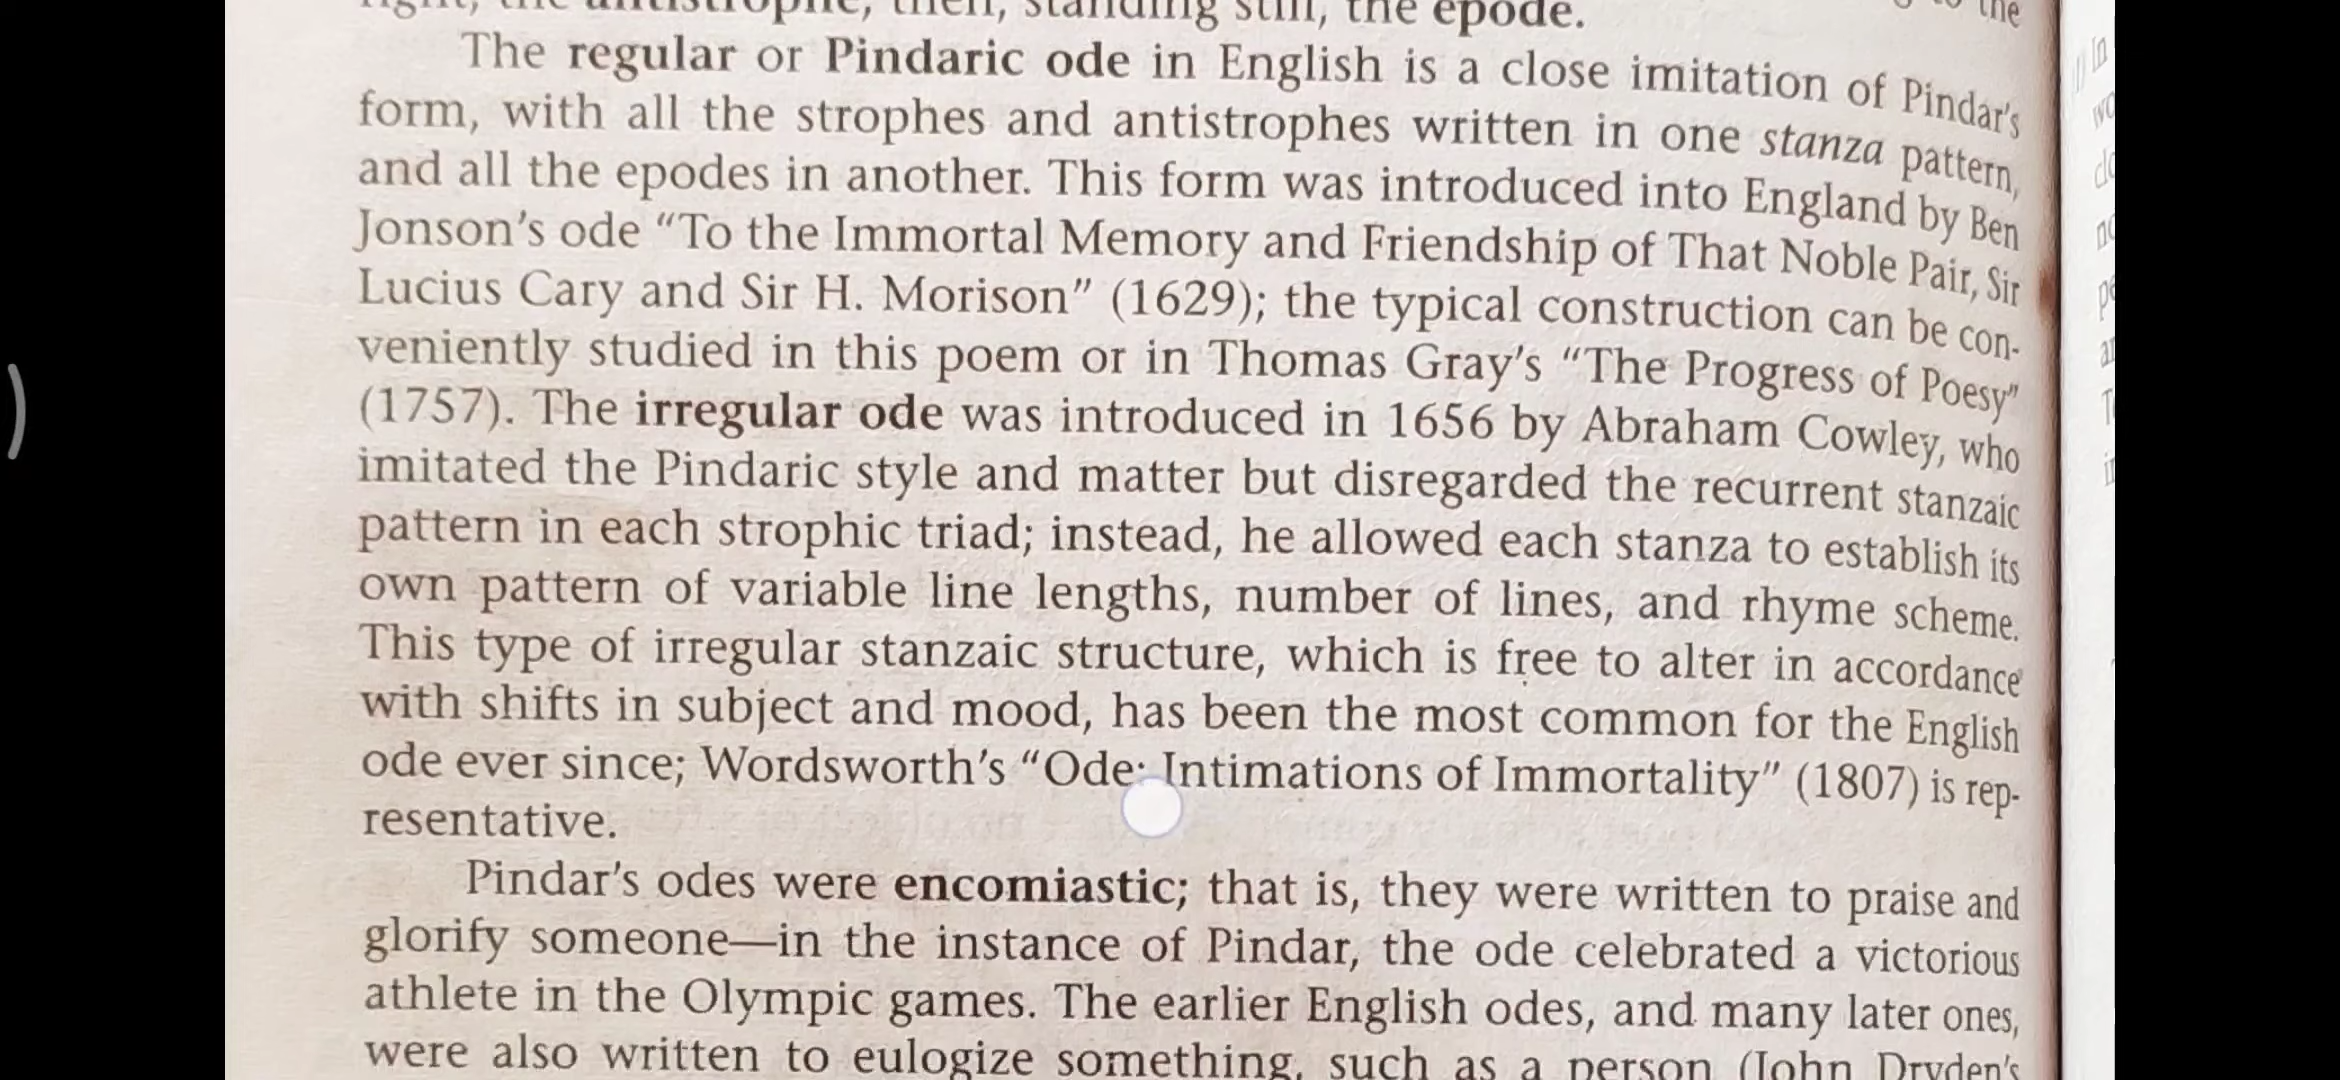 the antistrophe, then, standing still, the epode.
The regular or Pindaric ode in English is a close imitation of Pindar's
form, with all the strophes and antistrophes written in one stanza pattern,
and all the epodes in another. This form was introduced into England by Ben
Jonson's ode “To the Immortal Memory and Friendship of That Noble Pair, Sir
Lucius Cary and Sir H. Morison” (1629); the typical construction can be con-
veniently studied in this poem or in Thomas Gray's “The Progress of Poesy”
(1757). The irregular ode was introduced in 1656 by Abraham Cowley, who
imitated the Pindaric style and matter but disregarded the recurrent stanzaic
pattern in each strophic triad; instead, he allowed each stanza to establish its
own pattern of variable line lengths, number of lines, and rhyme scheme.
This type of irregular stanzaic structure, which is free to alter in accordance
with shifts in subject and mood, has been the most common for the English
ode ever since; Wordsworth's “Ode: Intimations of Immortality” (1807) is rep-
resentative.
Pindar's odes were encomiastic; that is, they were written to praise and
glorify someone—in the instance of Pindar, the ode celebrated a victorious
athlete in the Olympic games. The earlier English odes, and many later ones,
were also written to eulogize something, such as a person (John Dryden's